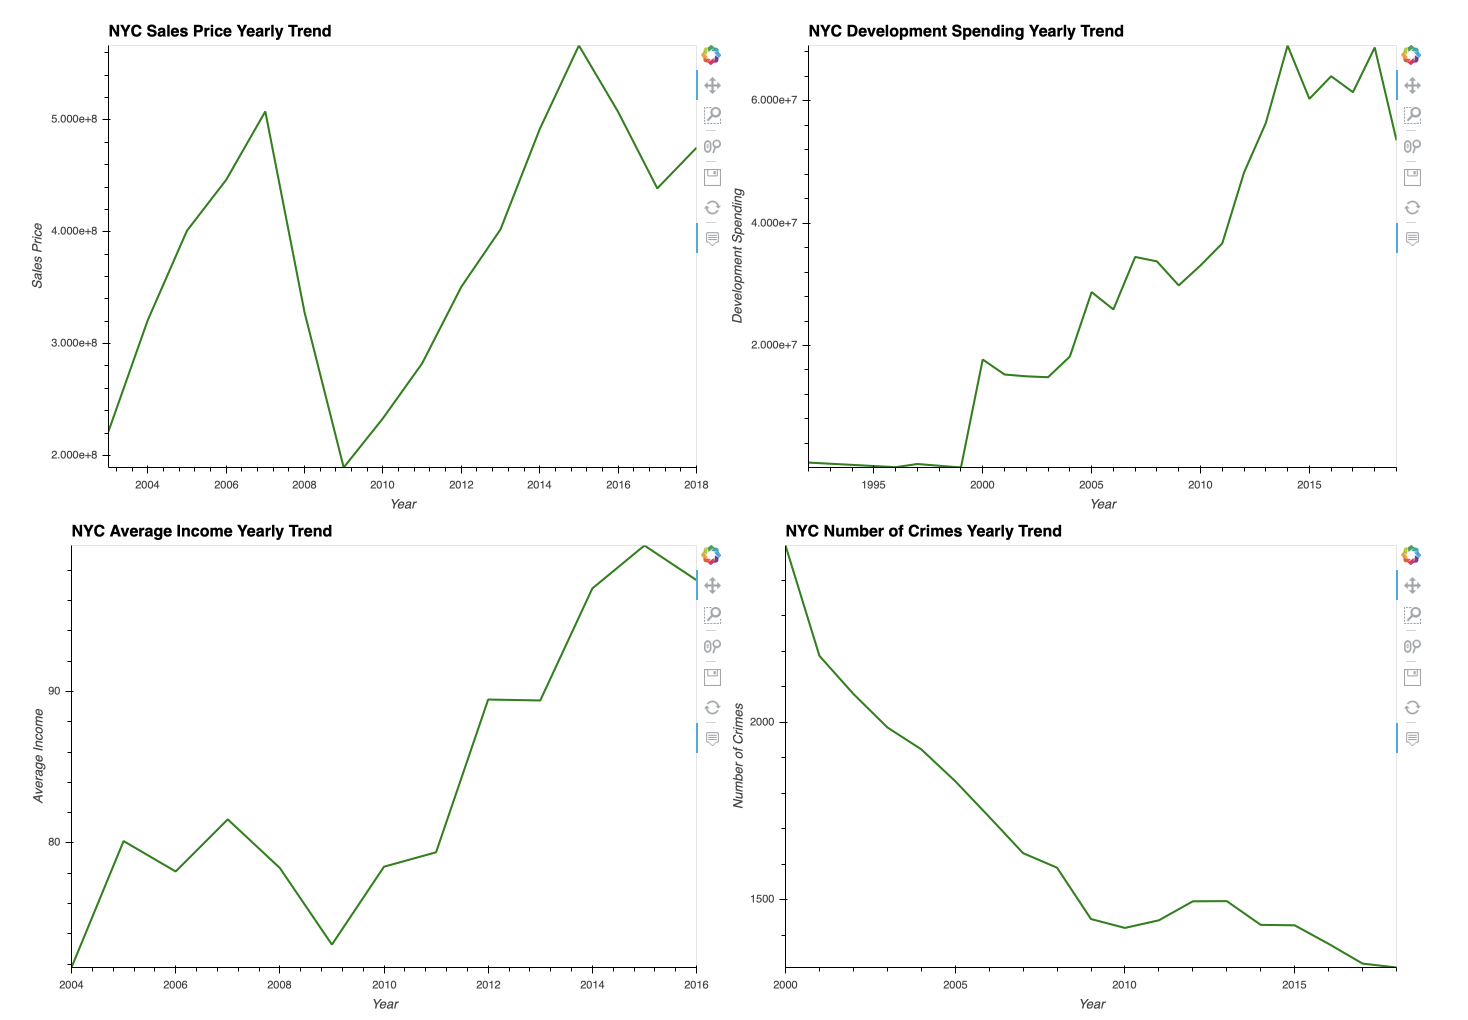 NYC Sales Price Yearly Trend
5.000e+8
4.000e+8
3.000e+8
2.000e+8
Sales Price
2004 2006 2008 2010 2012 2014 2016 2018
Year
NYC Development Spending Yearly Trend
6.000e+7
4.000e+7
2.000e+7
Development Spending
1995 2000 2005 2010 2015
Year
NYC Average Income Yearly Trend
90
80
Average Income
2004 2006 2008 2010 2012 2014 2016
Year
NYC Number of Crimes Yearly Trend
2000
1500
Number of Crimes
2000 2005 2010 2015
Year